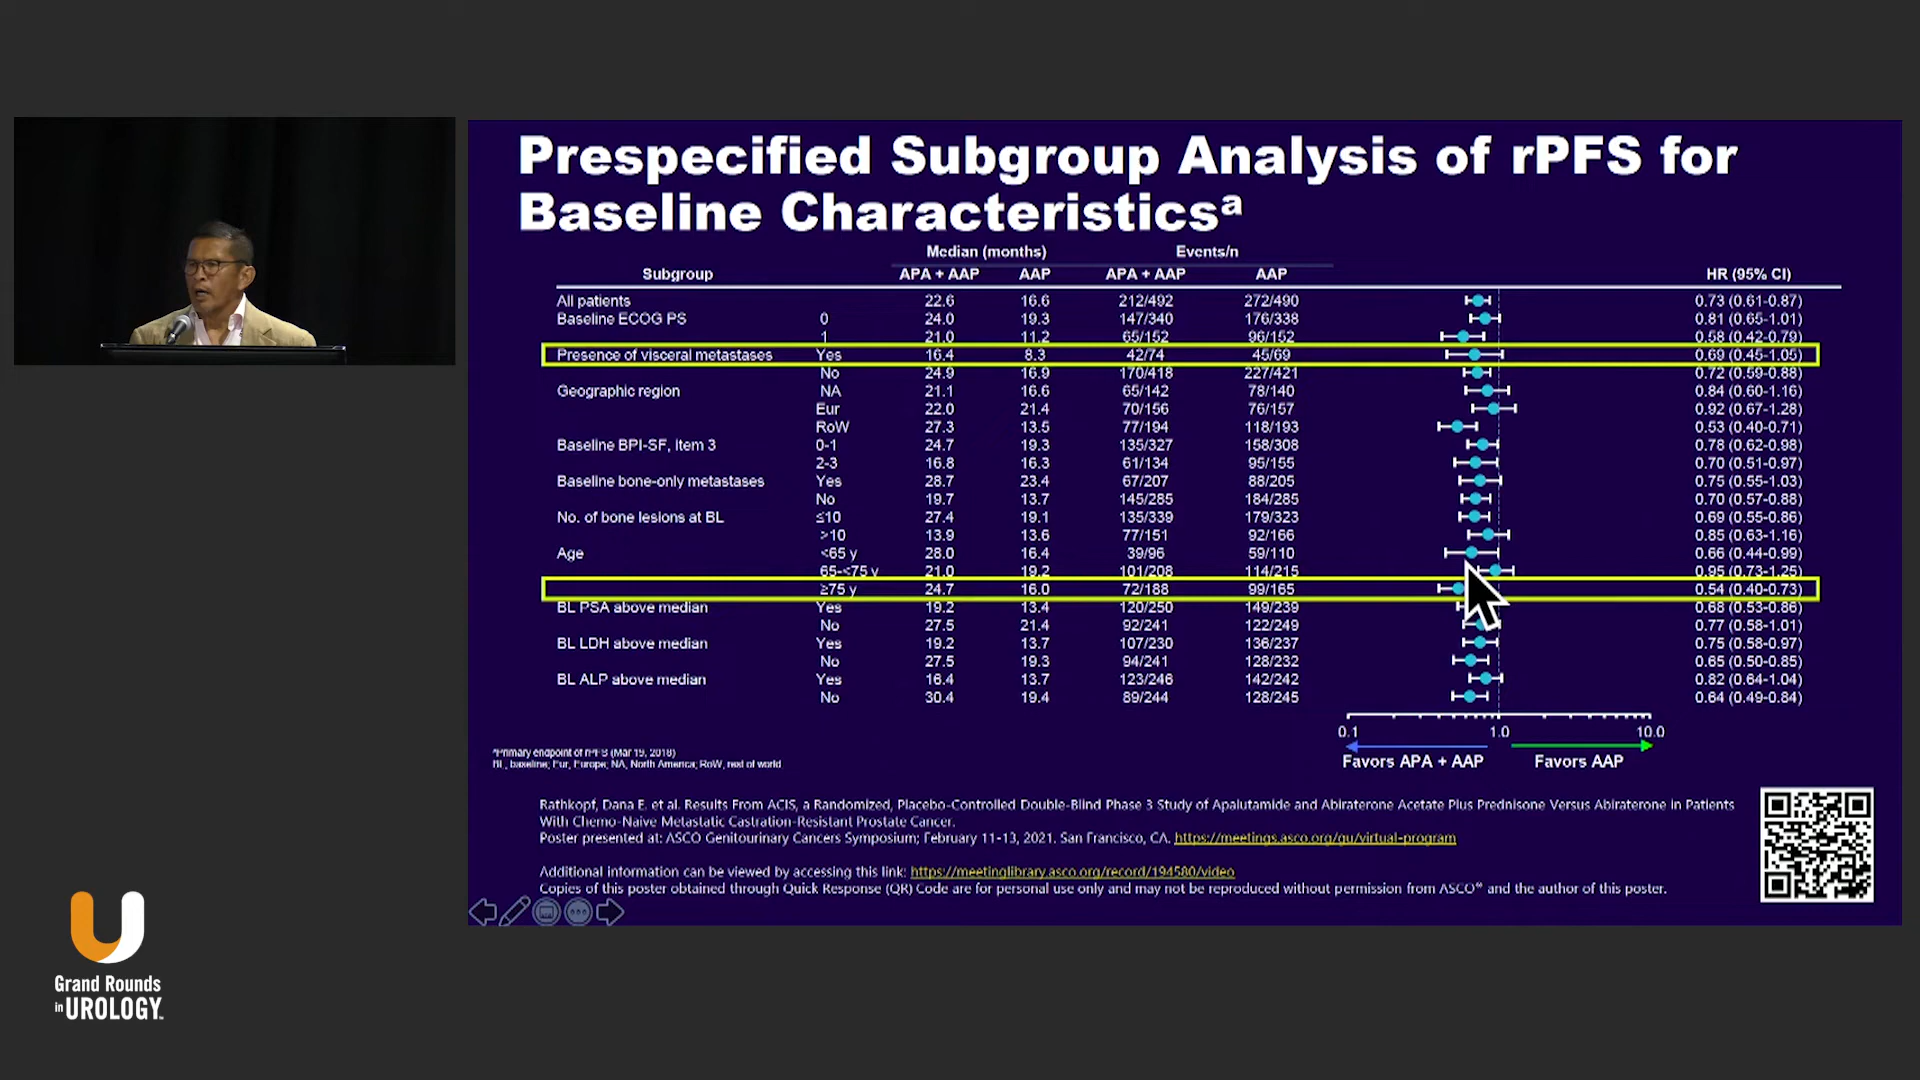 Prespecified Subgroup Analysis of rPFS for
Baseline Characteristicsᵃ
Median (months) Events/n
Subgroup APA + AAP AAP APA + AAP AAP HR (95% CI)
All patients 22.6 16.6 212/492 272/490 0.73 (0.61-0.87)
Baseline ECOG PS 0 24.0 19.3 147/340 176/338 0.81 (0.65-1.01)
1 21.0 11.2 65/152 96/152 0.58 (0.42-0.79)
Presence of visceral metastases Yes 16.4 8.3 42/74 45/69 0.69 (0.45-1.05)
No 24.9 16.9 170/418 227/421 0.72 (0.59-0.88)
Geographic region NA 21.1 16.6 65/142 78/140 0.84 (0.60-1.16)
Eur 22.0 21.4 70/156 76/157 0.92 (0.67-1.28)
RoW 27.3 13.5 77/194 118/193 0.53 (0.40-0.71)
Baseline BPI-SF, Item 3 0-1 24.7 19.3 135/327 158/308 0.78 (0.62-0.98)
2-3 16.8 16.3 61/134 95/155 0.70 (0.51-0.97)
Baseline bone-only metastases Yes 28.7 23.4 67/207 88/205 0.75 (0.55-1.03)
No 19.7 13.7 145/285 184/285 0.70 (0.57-0.88)
No. of bone lesions at BL ≤10 27.4 19.1 135/339 179/323 0.69 (0.55-0.86)
>10 13.9 13.6 77/151 92/166 0.85 (0.63-1.16)
Age <65 y 28.0 16.4 39/96 59/110 0.66 (0.44-0.99)
65-<75 y 21.0 19.2 101/208 114/215 0.95 (0.73-1.25)
≥75 y 24.7 16.0 72/188 99/165 0.54 (0.40-0.73)
BL PSA above median Yes 19.2 13.4 120/250 149/239 0.68 (0.53-0.86)
No 27.5 21.4 92/241 122/249 0.77 (0.58-1.01)
BL LDH above median Yes 19.2 13.7 107/230 136/237 0.75 (0.58-0.97)
No 27.5 19.3 94/241 128/232 0.65 (0.50-0.85)
BL ALP above median Yes 16.4 13.7 123/246 142/242 0.82 (0.64-1.04)
No 30.4 19.4 89/244 128/245 0.64 (0.49-0.84)
0.1 1.0 10.0
Favors APA + AAP Favors AAP
ᵃPrimary endpoint of rPFS (Mar 19, 2018)
BL, baseline; Eur, Europe; NA, North America; RoW, rest of world
Rathkopf, Dana E. et al. Results From ACIS, a Randomized, Placebo-Controlled Double-Blind Phase 3 Study of Apalutamide and Abiraterone Acetate Plus Prednisone Versus Abiraterone in Patients
With Chemo-Naive Metastatic Castration-Resistant Prostate Cancer.
Poster presented at: ASCO Genitourinary Cancers Symposium; February 11-13, 2021. San Francisco, CA. https://meetings.asco.org/gu/virtual-program
Additional information can be viewed by accessing this link: https://meetinglibrary.asco.org/record/194580/video
Copies of this poster obtained through Quick Response (QR) Code are for personal use only and may not be reproduced without permission from ASCO® and the author of this poster.
Grand Rounds
in UROLOGY™